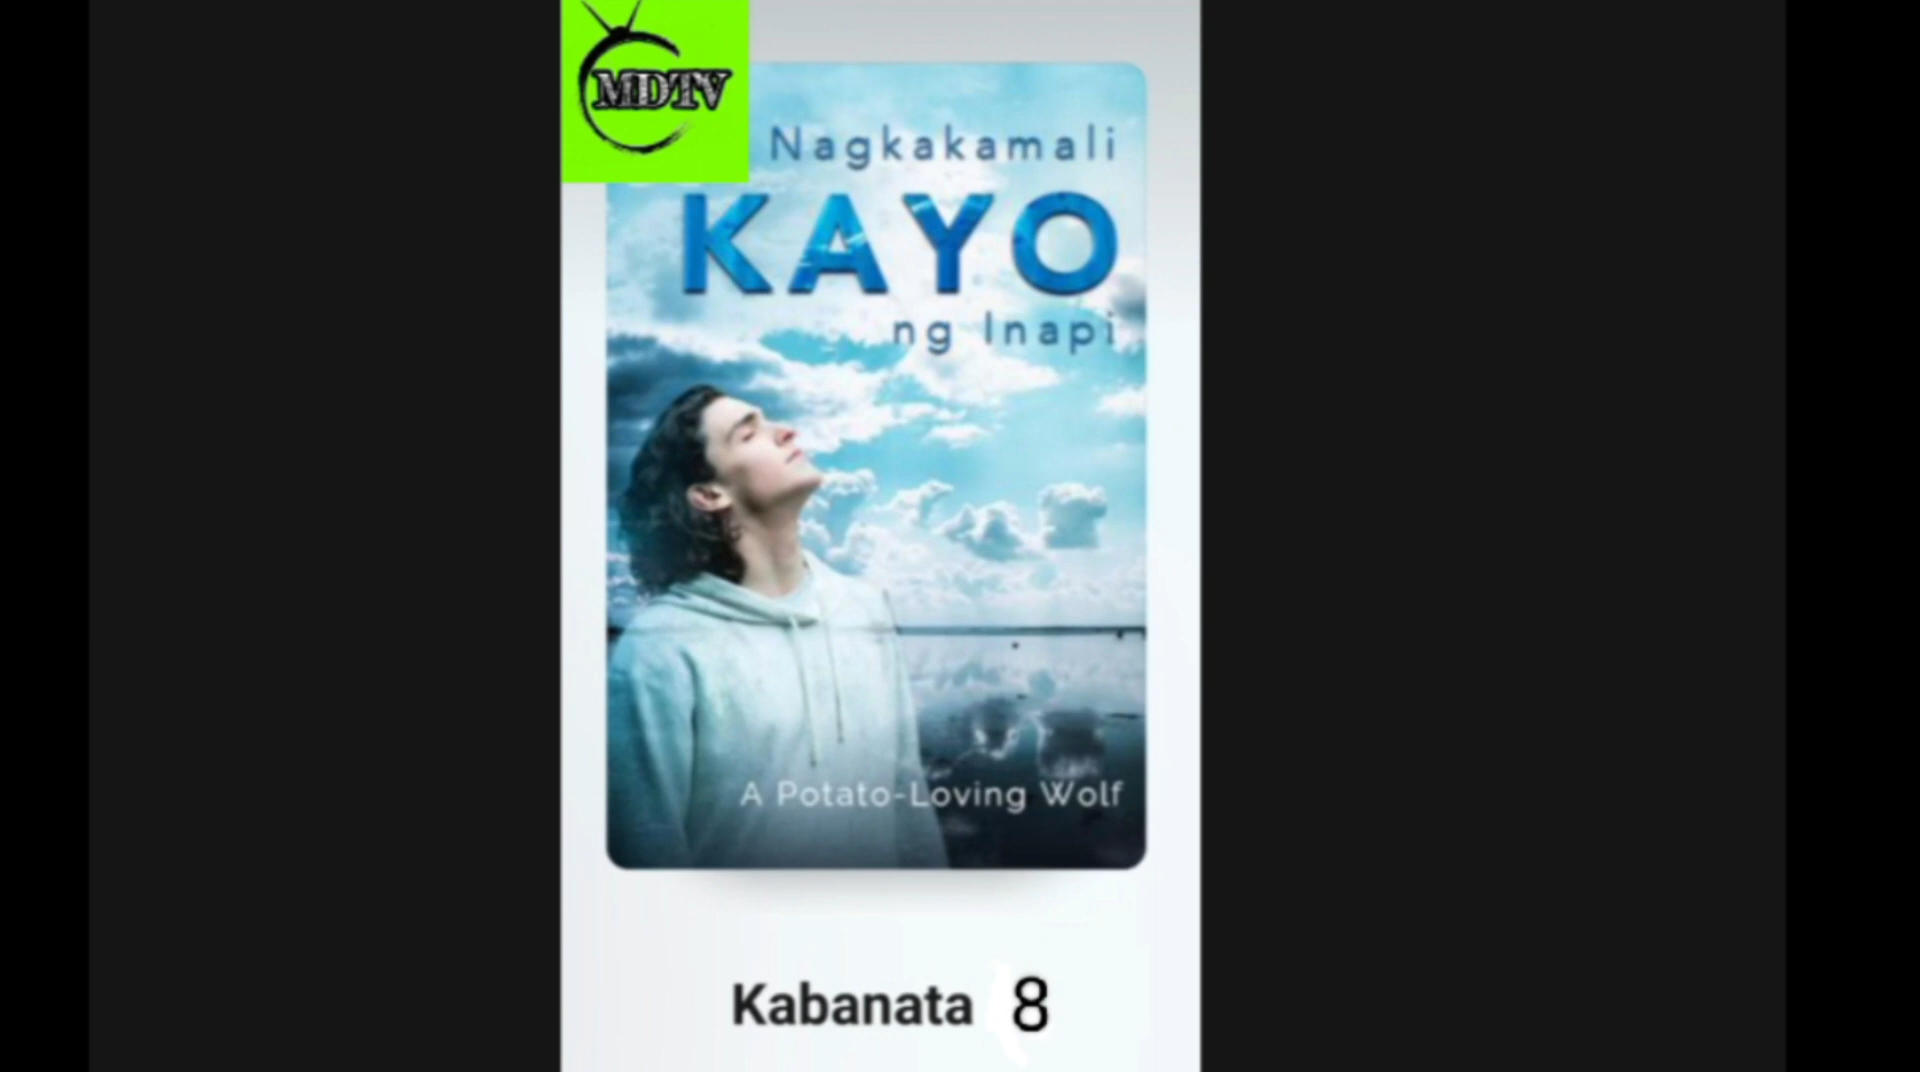 MDTV
Nagkakamali
KAYO
ng Inapi
A Potato-Loving Wolf
Kabanata 8